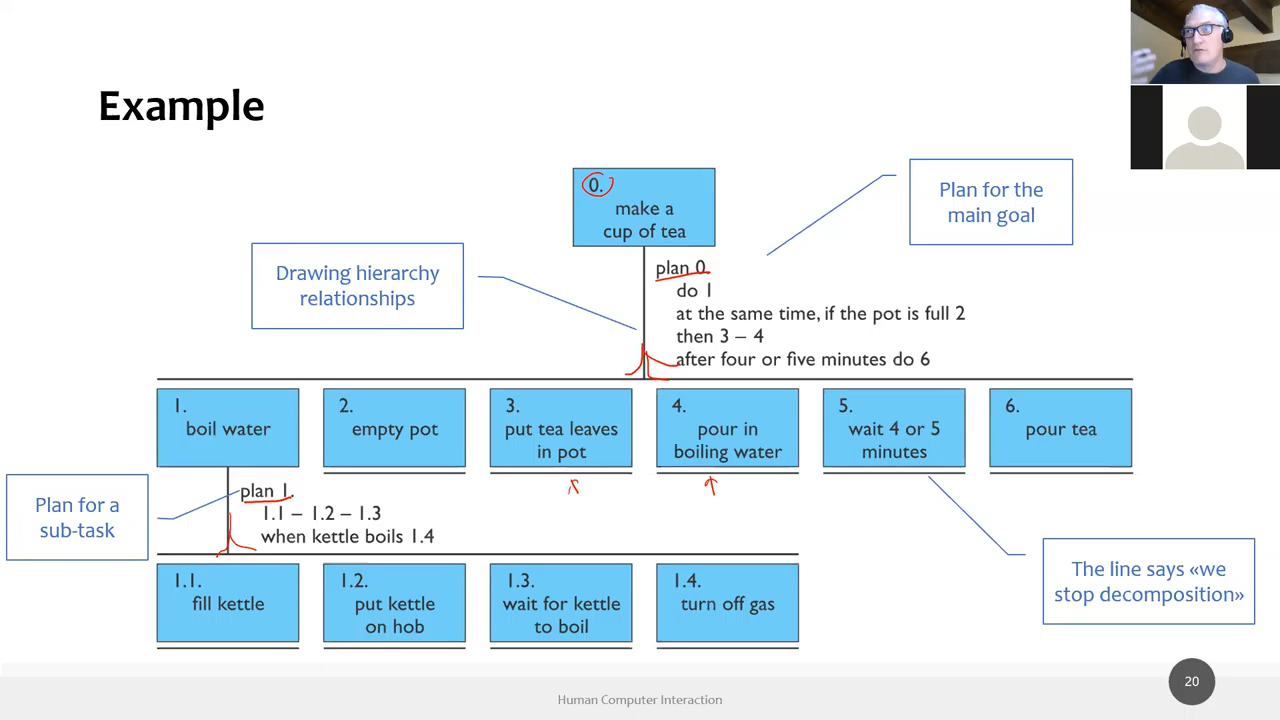 Example
0.
make a
cup of tea
Plan for the
main goal
Drawing hierarchy
relationships
plan 0.
do 1
at the same time, if the pot is full 2
then 3 – 4
after four or five minutes do 6
1.
boil water
2.
empty pot
3.
put tea leaves
in pot
4.
pour in
boiling water
5.
wait 4 or 5
minutes
6.
pour tea
Plan for a
sub-task
plan 1.
1.1 – 1.2 – 1.3
when kettle boils 1.4
The line says «we
stop decomposition»
1.1.
fill kettle
1.2.
put kettle
on hob
1.3.
wait for kettle
to boil
1.4.
turn off gas
Human Computer Interaction
20